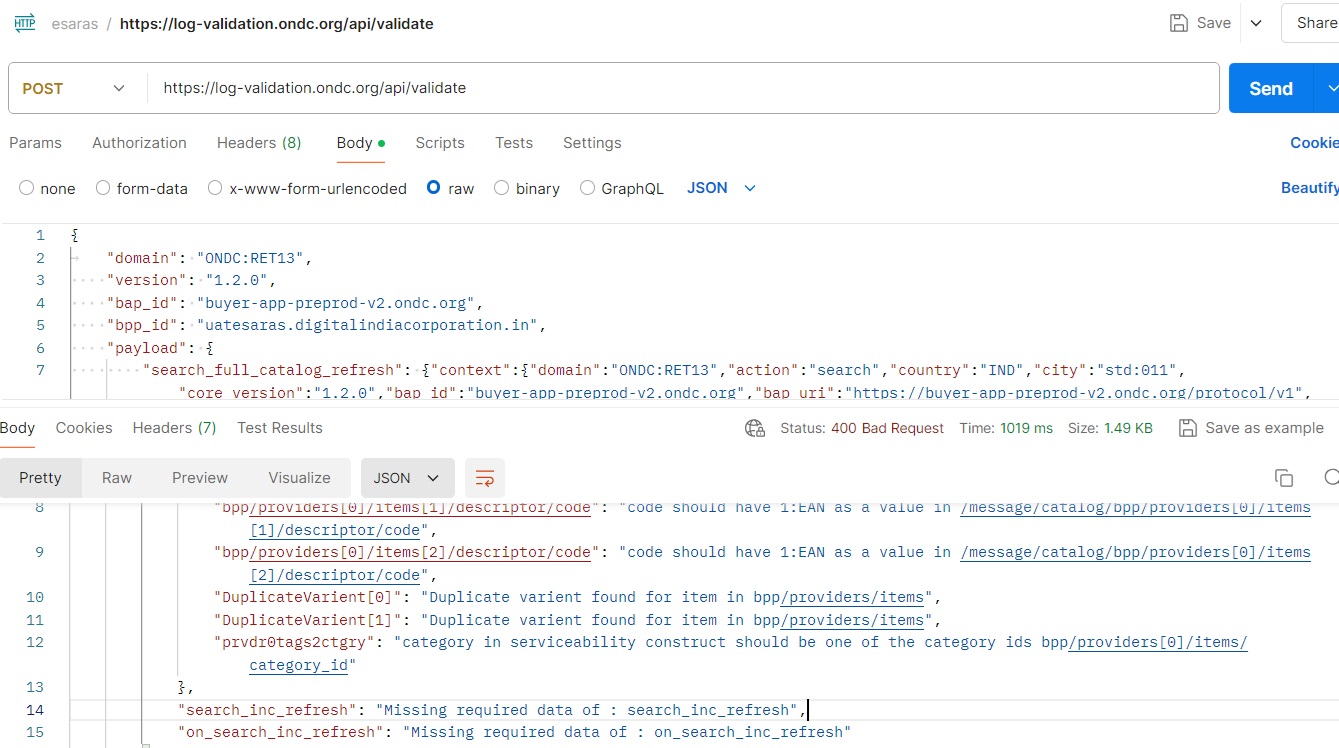 HTTP esaras / https://log-validation.ondc.org/api/validate Save Share
POST https://log-validation.ondc.org/api/validate Send
Params Authorization Headers (8) Body Scripts Tests Settings Cookie
none form-data x-www-form-urlencoded raw binary GraphQL JSON Beautify
1 {
2 "domain": "ONDC:RET13",
3 "version": "1.2.0",
4 "bap_id": "buyer-app-preprod-v2.ondc.org",
5 "bpp_id": "uatesaras.digitalindiacorporation.in",
6 "payload": {
7 "search_full_catalog_refresh": {"context":{"domain":"ONDC:RET13","action":"search","country":"IND","city":"std:011",
"core_version":"1.2.0","bap_id":"buyer-app-preprod-v2.ondc.org","bap_uri":"https://buyer-app-preprod-v2.ondc.org/protocol/v1",
Body Cookies Headers (7) Test Results Status: 400 Bad Request Time: 1019 ms Size: 1.49 KB Save as example
Pretty Raw Preview Visualize JSON
8 "bpp/providers[0]/items[1]/descriptor/code": "code should have 1:EAN as a value in /message/catalog/bpp/providers[0]/items
[1]/descriptor/code",
9 "bpp/providers[0]/items[2]/descriptor/code": "code should have 1:EAN as a value in /message/catalog/bpp/providers[0]/items
[2]/descriptor/code",
10 "DuplicateVarient[0]": "Duplicate varient found for item in bpp/providers/items",
11 "DuplicateVarient[1]": "Duplicate varient found for item in bpp/providers/items",
12 "prvdr0tags2ctgry": "category in serviceability construct should be one of the category ids bpp/providers[0]/items/
category_id"
13 },
14 "search_inc_refresh": "Missing required data of : search_inc_refresh",
15 "on_search_inc_refresh": "Missing required data of : on_search_inc_refresh"